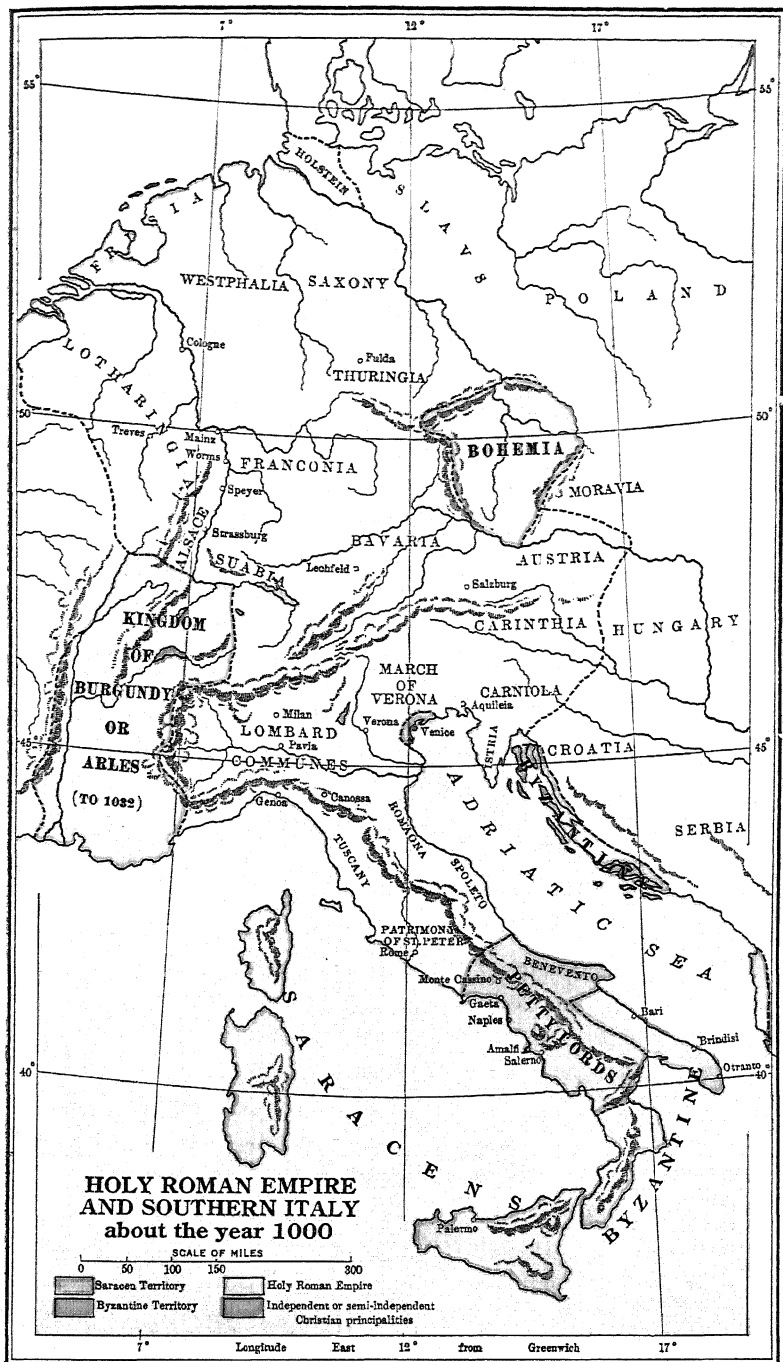 7° 12° 17°
55° 55°
HOLSTEIN
SLAVS
FRISIA
WESTPHALIA SAXONY
POLAND
LOTHARINGIA
Cologne
Fulda
THURINGIA
50° 50°
Treves
Mainz
Worms
FRANCONIA
BOHEMIA
Speyer
MORAVIA
ALSACE
Strassburg
BAVARIA
SUABIA
Lechfeld
AUSTRIA
Salzburg
KINGDOM
OF
BURGUNDY
OR
ARLES
(TO 1032)
CARINTHIA
HUNGARY
MARCH
OF
VERONA
CARNIOLA
Aquileia
Milan
Verona
Venice
LOMBARD
Pavia
COMMUNES
ISTRIA
CROATIA
45° 45°
Genoa
Canossa
ROMAGNA
BYZANTINE
ADRIATIC SEA
SERBIA
TUSCANY
SPOLETO
PATRIMONY
OF ST. PETER
Rome
BENEVENTO
Monte Cassino
PETTY LORDS
Gaeta
Naples
Bari
Amalfi
Salerno
Brindisi
Otranto
40° 40°
SARACENS
BYZANTINE
Palermo
HOLY ROMAN EMPIRE
AND SOUTHERN ITALY
about the year 1000
SCALE OF MILES
0 50 100 150 300
Saracen Territory
Holy Roman Empire
Byzantine Territory
Independent or semi-independent
Christian principalities
7° Longitude East 12° from Greenwich 17°